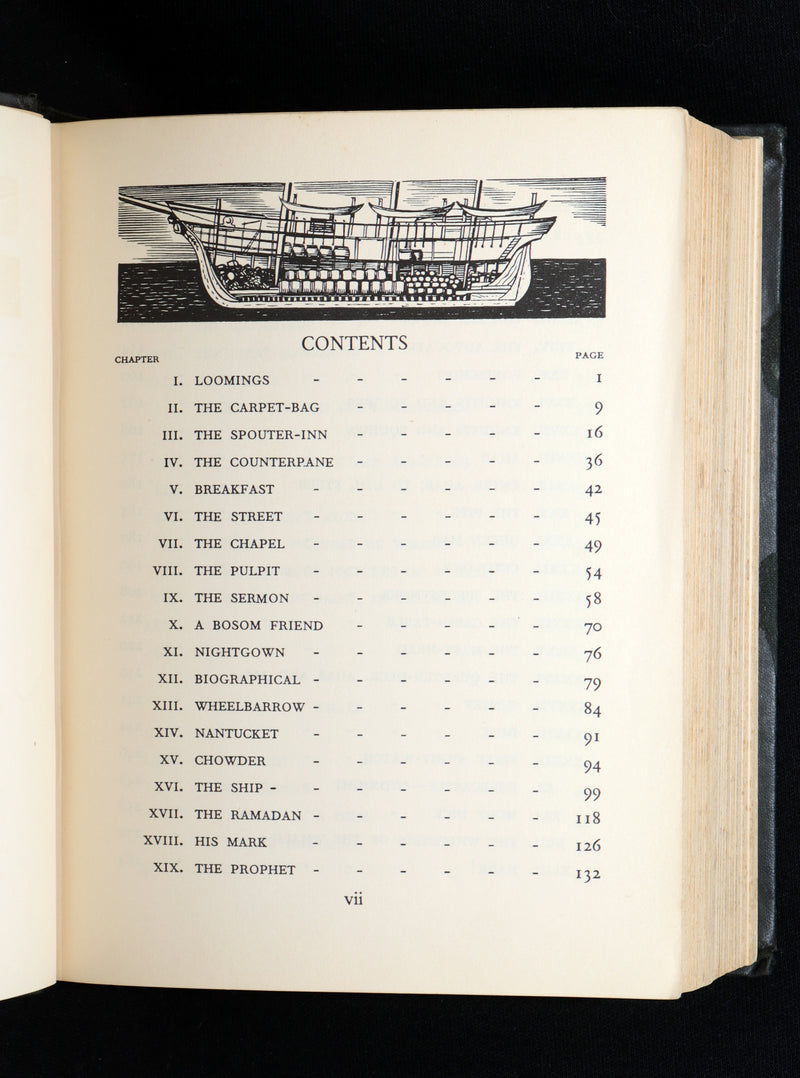 CONTENTS
CHAPTER PAGE
I. LOOMINGS - - - - - - 1
II. THE CARPET-BAG - - - - - 9
III. THE SPOUTER-INN - - - - - 16
IV. THE COUNTERPANE - - - - - 36
V. BREAKFAST - - - - - - 42
VI. THE STREET - - - - - - 45
VII. THE CHAPEL - - - - - - 49
VIII. THE PULPIT - - - - - - 54
IX. THE SERMON - - - - - - 58
X. A BOSOM FRIEND - - - - - 70
XI. NIGHTGOWN - - - - - - 76
XII. BIOGRAPHICAL - - - - - - 79
XIII. WHEELBARROW - - - - - - 84
XIV. NANTUCKET - - - - - - 91
XV. CHOWDER - - - - - - 94
XVI. THE SHIP - - - - - - - 99
XVII. THE RAMADAN - - - - - - 118
XVIII. HIS MARK - - - - - - 126
XIX. THE PROPHET - - - - - - 132
vii